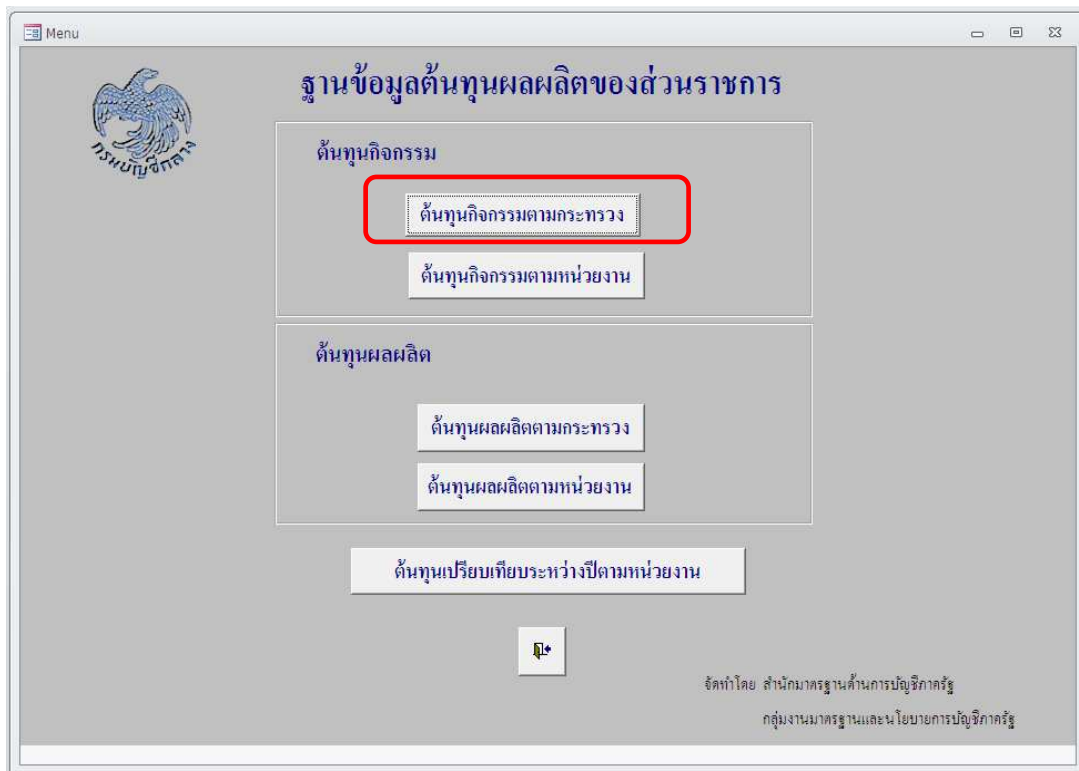 Menu
ฐานข้อมูลต้นทุนผลผลิตของส่วนราชการ
กรมบัญชีกลาง
ต้นทุนกิจกรรม
ต้นทุนกิจกรรมตามกระทรวง
ต้นทุนกิจกรรมตามหน่วยงาน
ต้นทุนผลผลิต
ต้นทุนผลผลิตตามกระทรวง
ต้นทุนผลผลิตตามหน่วยงาน
ต้นทุนเปรียบเทียบระหว่างปีตามหน่วยงาน
จัดทำโดย สำนักมาตรฐานด้านการบัญชีภาครัฐ
กลุ่มงานมาตรฐานและนโยบายการบัญชีภาครัฐ